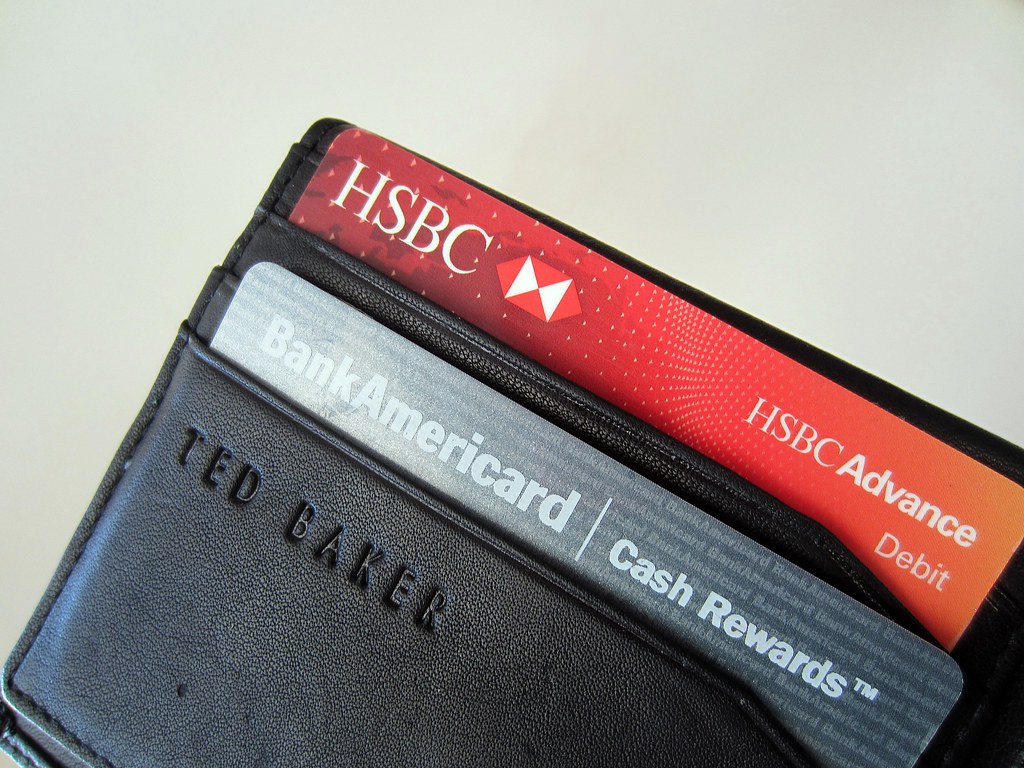 HSBC
HSBC Advance
Debit
BankAmericard | Cash Rewards™
TED BAKER